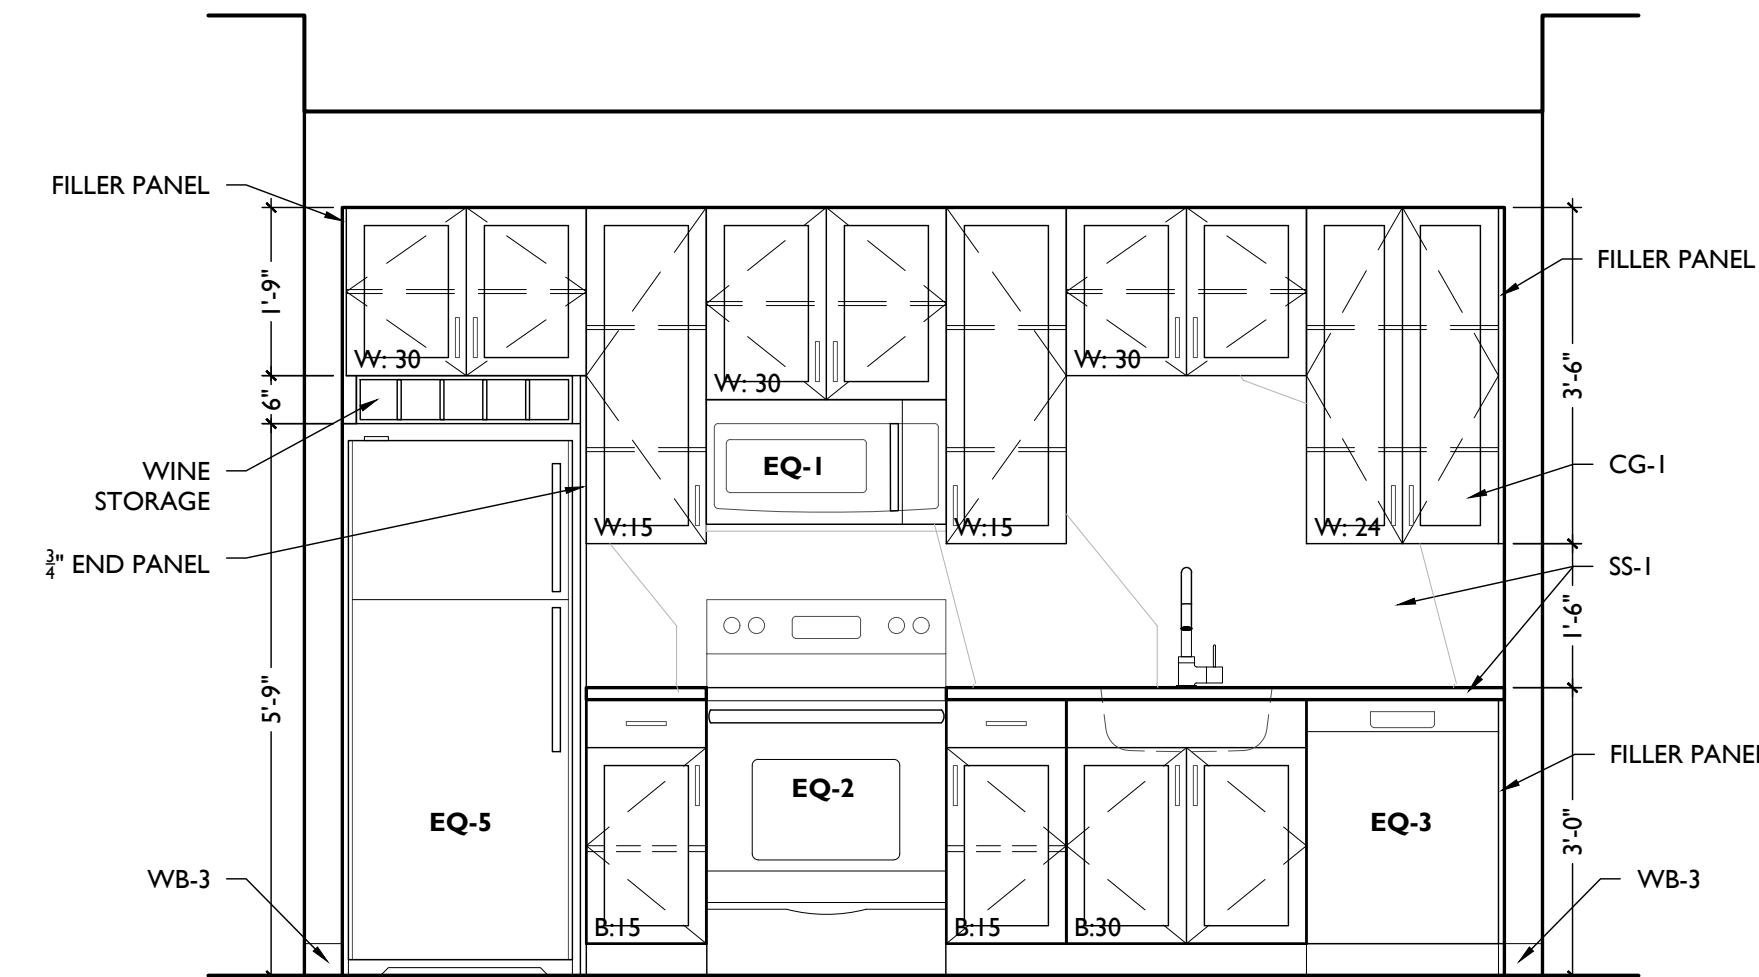 FILLER PANEL
FILLER PANEL
1'-9"
3'-6"
W: 30
W: 30
W: 30
6"
WINE
STORAGE
EQ-1
CG-1
W:15
W:15
W: 24
¾" END PANEL
SS-1
1'-6"
5'-9"
EQ-2
FILLER PANEL
EQ-5
EQ-3
3'-0"
WB-3
WB-3
B:15
B:15
B:30